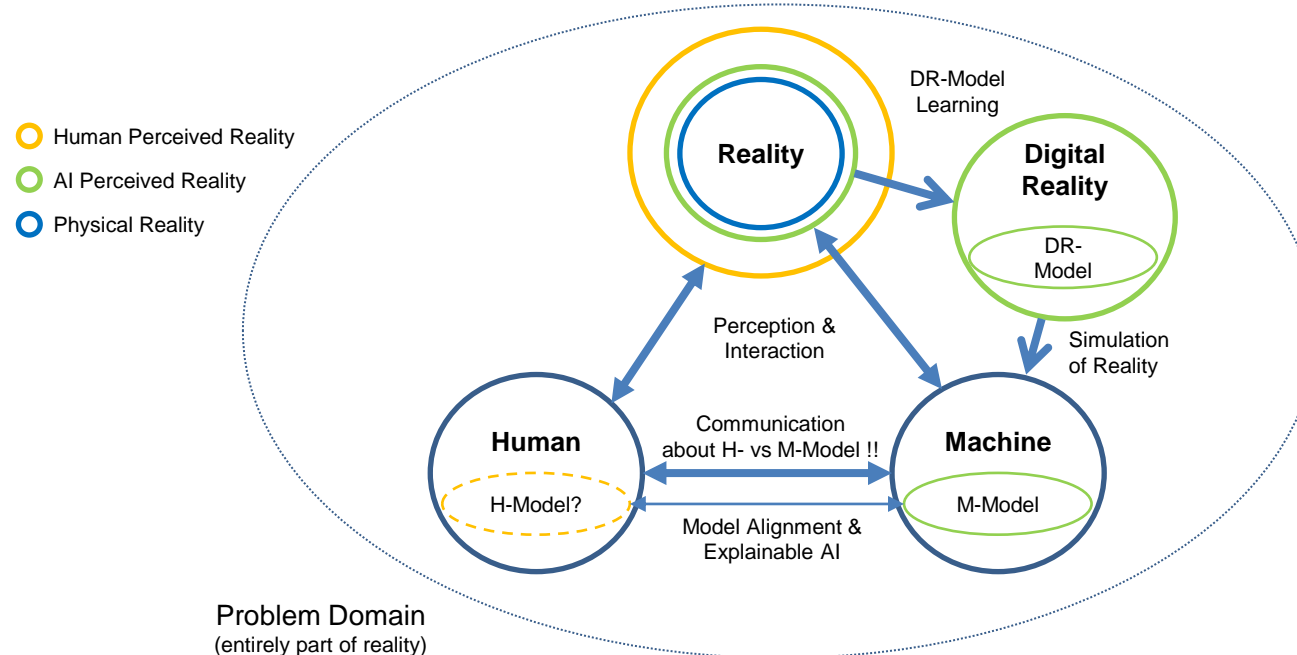 Human Perceived Reality
AI Perceived Reality
Physical Reality
Reality
DR-Model
Learning
Digital
Reality
DR-
Model
Simulation
of Reality
Perception &
Interaction
Human
H-Model?
Communication
about H- vs M-Model !!
Model Alignment &
Explainable AI
Machine
M-Model
Problem Domain
(entirely part of reality)